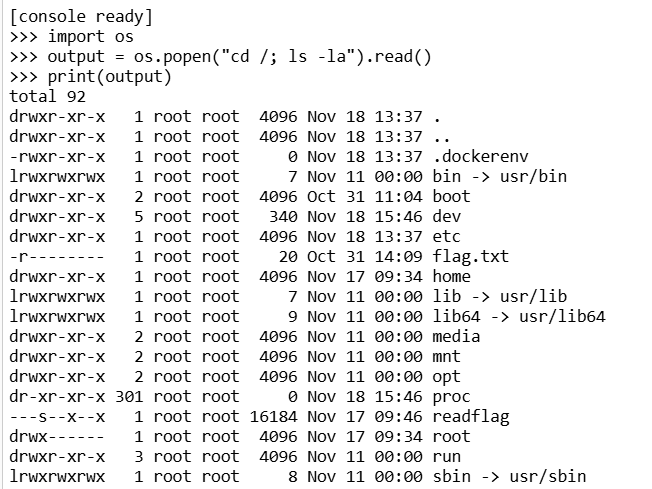 [console ready]
>>> import os
>>> output = os.popen("cd /; ls -la").read()
>>> print(output)
total 92
drwxr-xr-x   1 root root  4096 Nov 18 13:37 .
drwxr-xr-x   1 root root  4096 Nov 18 13:37 ..
-rwxr-xr-x   1 root root     0 Nov 18 13:37 .dockerenv
lrwxrwxrwx   1 root root     7 Nov 11 00:00 bin -> usr/bin
drwxr-xr-x   2 root root  4096 Oct 31 11:04 boot
drwxr-xr-x   5 root root   340 Nov 18 15:46 dev
drwxr-xr-x   1 root root  4096 Nov 18 13:37 etc
-r--------   1 root root    20 Oct 31 14:09 flag.txt
drwxr-xr-x   1 root root  4096 Nov 17 09:34 home
lrwxrwxrwx   1 root root     7 Nov 11 00:00 lib -> usr/lib
lrwxrwxrwx   1 root root     9 Nov 11 00:00 lib64 -> usr/lib64
drwxr-xr-x   2 root root  4096 Nov 11 00:00 media
drwxr-xr-x   2 root root  4096 Nov 11 00:00 mnt
drwxr-xr-x   2 root root  4096 Nov 11 00:00 opt
dr-xr-xr-x 301 root root     0 Nov 18 15:46 proc
---s--x--x   1 root root 16184 Nov 17 09:46 readflag
drwx------   1 root root  4096 Nov 17 09:34 root
drwxr-xr-x   3 root root  4096 Nov 11 00:00 run
lrwxrwxrwx   1 root root     8 Nov 11 00:00 sbin -> usr/sbin